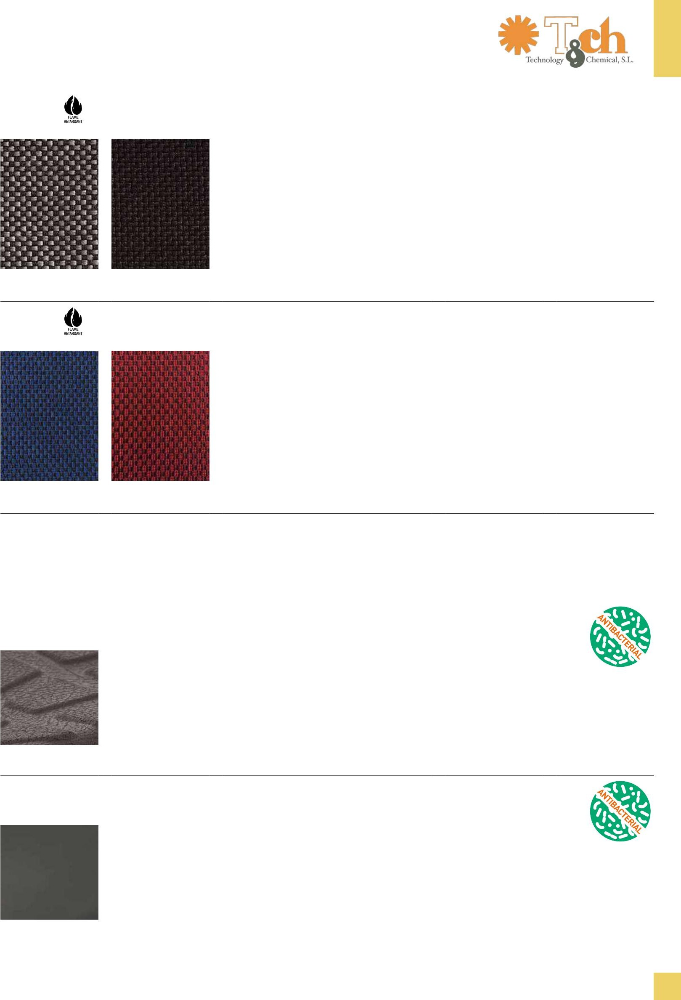 T&ch
Technology Chemical, S.L.
FLAME
RETARDANT
FLAME
RETARDANT
ANTIBACTERIAL
ANTIBACTERIAL